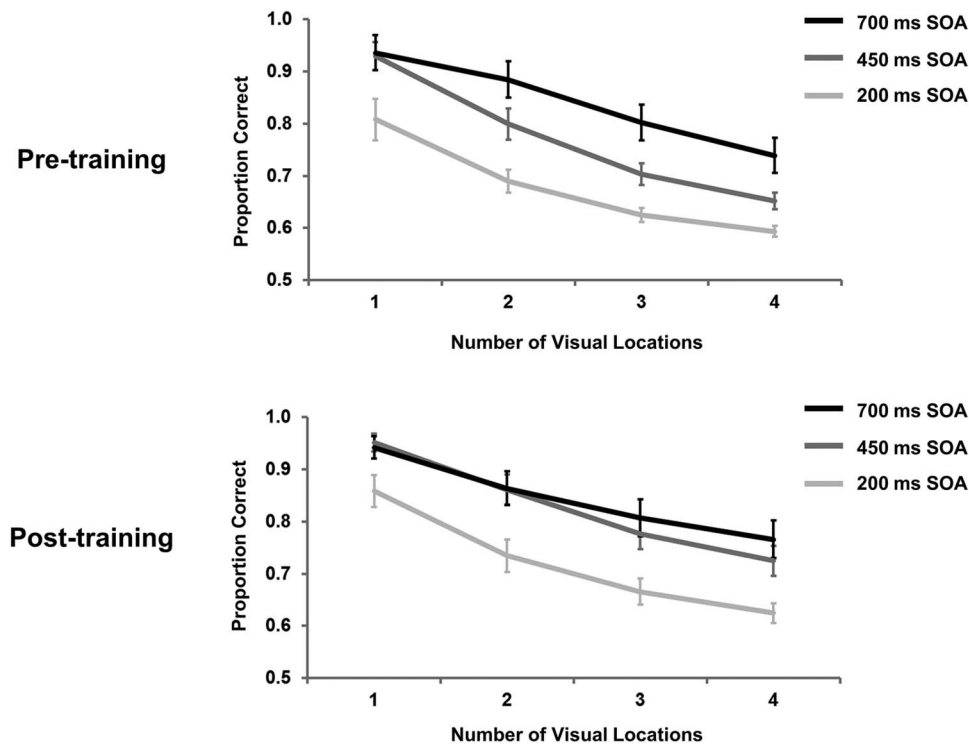 Pre-training
Proportion Correct
1.0
0.9
0.8
0.7
0.6
0.5
1 2 3 4
Number of Visual Locations
700 ms SOA
450 ms SOA
200 ms SOA
Post-training
Proportion Correct
1.0
0.9
0.8
0.7
0.6
0.5
1 2 3 4
Number of Visual Locations
700 ms SOA
450 ms SOA
200 ms SOA